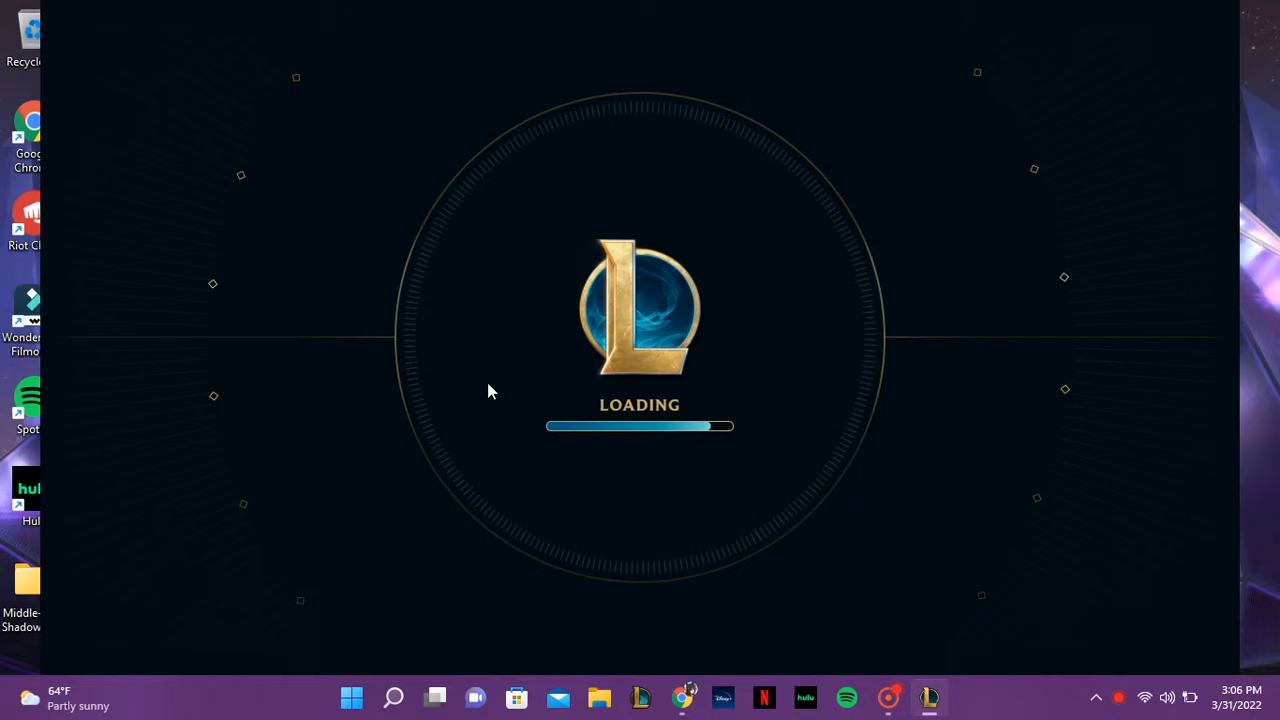 Recycl
Goog
Chron
Riot Cl
Wonder
Filmo
Spot
hul
Hul
Middle-
Shadow
L
LOADING
64°F
Partly sunny
Disney+
N
hulu
3:06 PM
3/31/2022